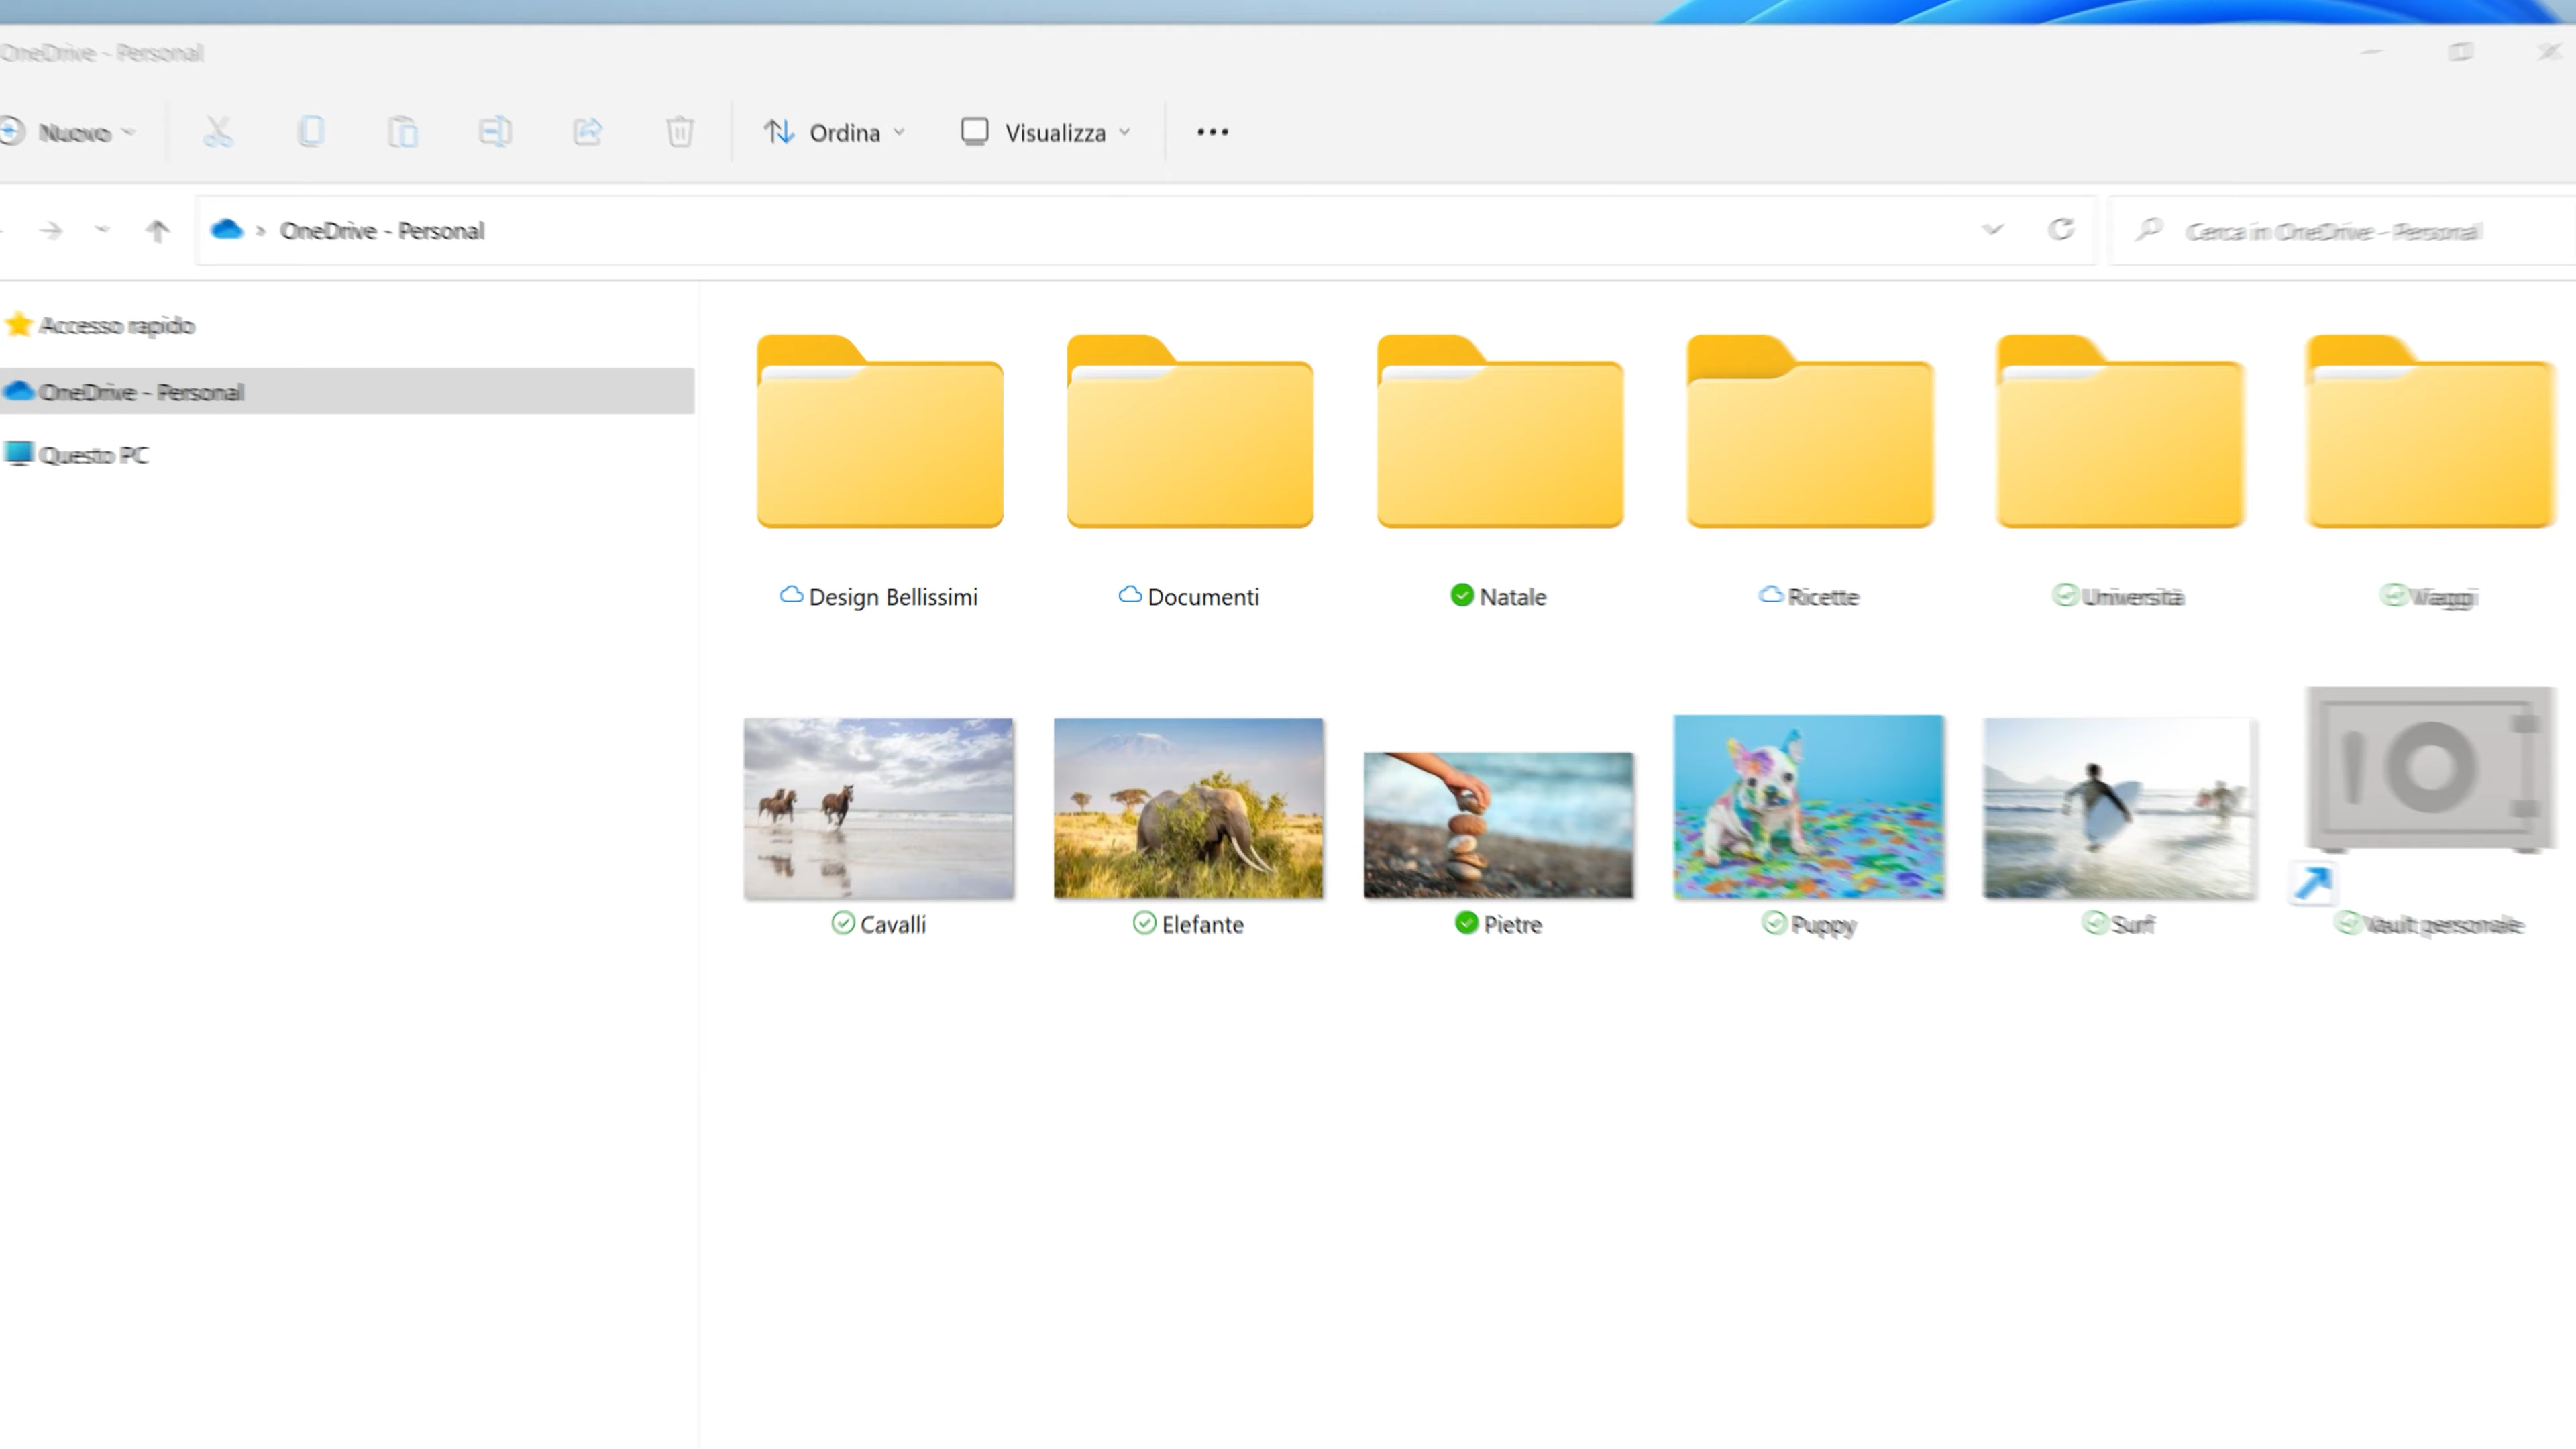 OneDrive - Personal
Nuovo
Ordina
Visualizza
OneDrive - Personal
Cerca in OneDrive - Personal
Accesso rapido
OneDrive - Personal
Questo PC
Design Bellissimi
Documenti
Natale
Ricette
Università
Viaggi
Cavalli
Elefante
Pietre
Puppy
Surf
Vault personale